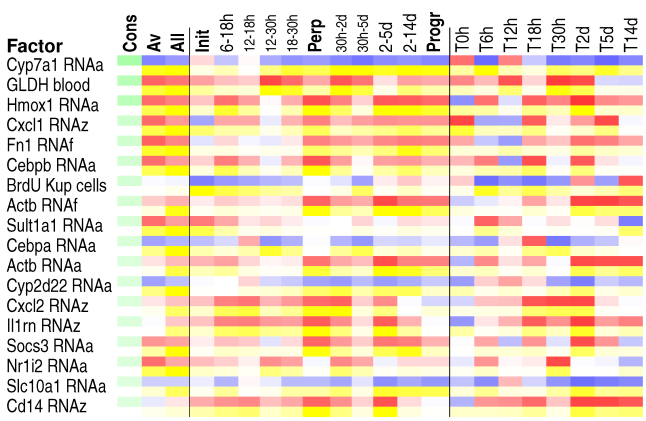 Factor Cons Av All Init 6-18h 12-18h 12-30h 18-30h Perp 30h-2d 30h-5d 2-5d 2-14d Progr T0h T6h T12h T18h T30h T2d T5d T14d
Cyp7a1 RNAa
GLDH blood
Hmox1 RNAa
Cxcl1 RNAz
Fn1 RNAf
Cebpb RNAa
BrdU Kup cells
Actb RNAf
Sult1a1 RNAa
Cebpa RNAa
Actb RNAa
Cyp2d22 RNAa
Cxcl2 RNAz
Il1rn RNAz
Socs3 RNAa
Nr1i2 RNAa
Slc10a1 RNAa
Cd14 RNAz